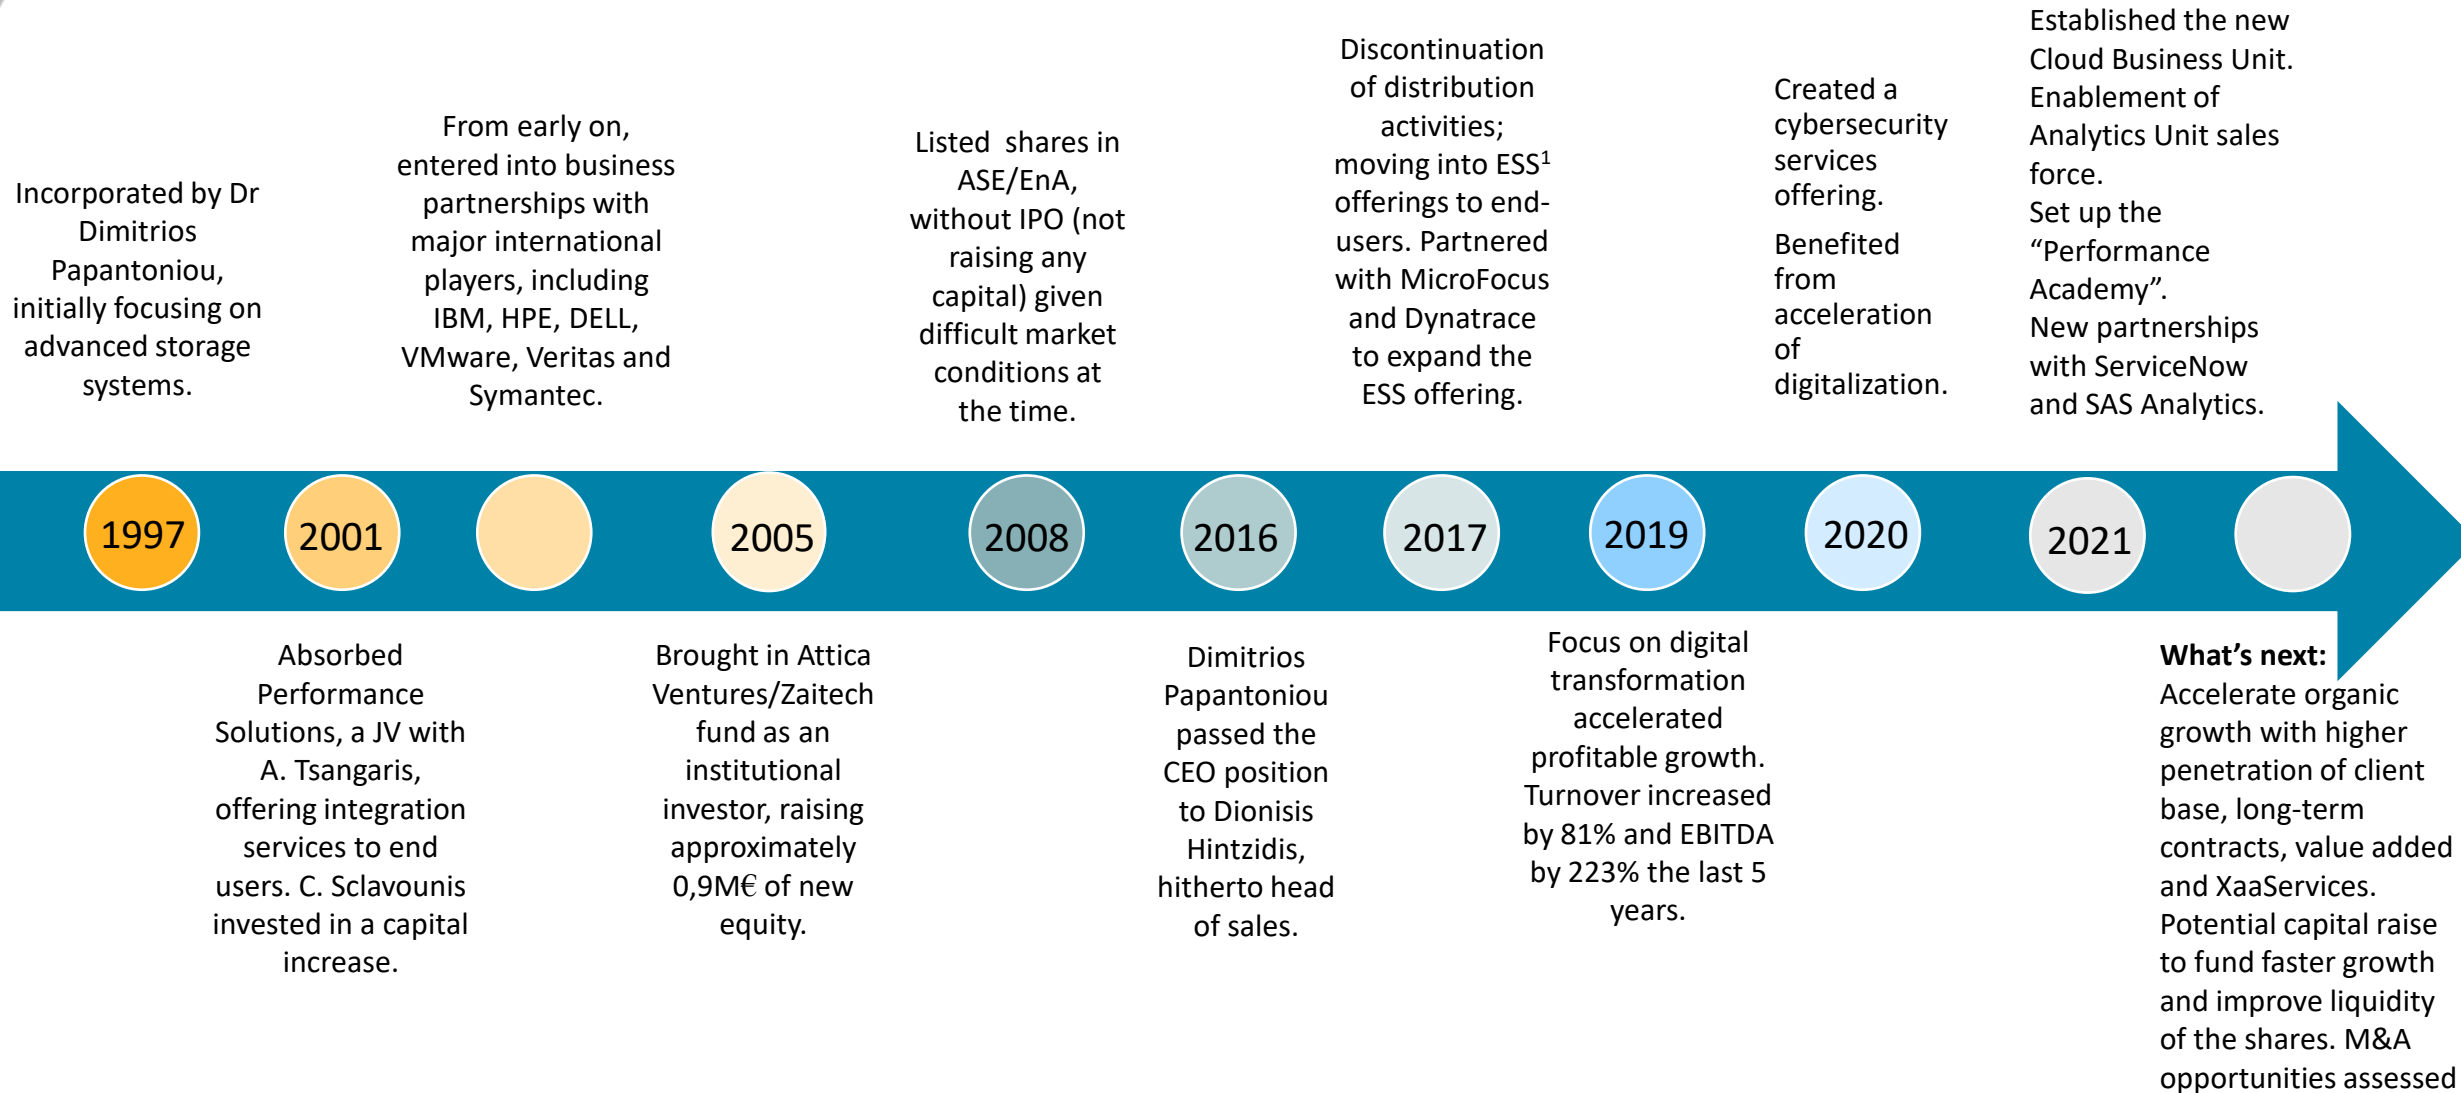 Incorporated by Dr
Dimitrios
Papantoniou,
initially focusing on
advanced storage
systems.
From early on,
entered into business
partnerships with
major international
players, including
IBM, HPE, DELL,
VMware, Veritas and
Symantec.
Listed  shares in
ASE/EnA,
without IPO (not
raising any
capital) given
difficult market
conditions at
the time.
Discontinuation
of distribution
activities;
moving into ESS¹
offerings to end-
users. Partnered
with MicroFocus
and Dynatrace
to expand the
ESS offering.
Created a
cybersecurity
services
offering.
Benefited
from
acceleration
of
digitalization.
Established the new
Cloud Business Unit.
Enablement of
Analytics Unit sales
force.
Set up the
“Performance
Academy”.
New partnerships
with ServiceNow
and SAS Analytics.
1997
2001
2005
2008
2016
2017
2019
2020
2021
Absorbed
Performance
Solutions, a JV with
A. Tsangaris,
offering integration
services to end
users. C. Sclavounis
invested in a capital
increase.
Brought in Attica
Ventures/Zaitech
fund as an
institutional
investor, raising
approximately
0,9M€ of new
equity.
Dimitrios
Papantoniou
passed the
CEO position
to Dionisis
Hintzidis,
hitherto head
of sales.
Focus on digital
transformation
accelerated
profitable growth.
Turnover increased
by 81% and EBITDA
by 223% the last 5
years.
What’s next:
Accelerate organic
growth with higher
penetration of client
base, long-term
contracts, value added
and XaaServices.
Potential capital raise
to fund faster growth
and improve liquidity
of the shares. M&A
opportunities assessed